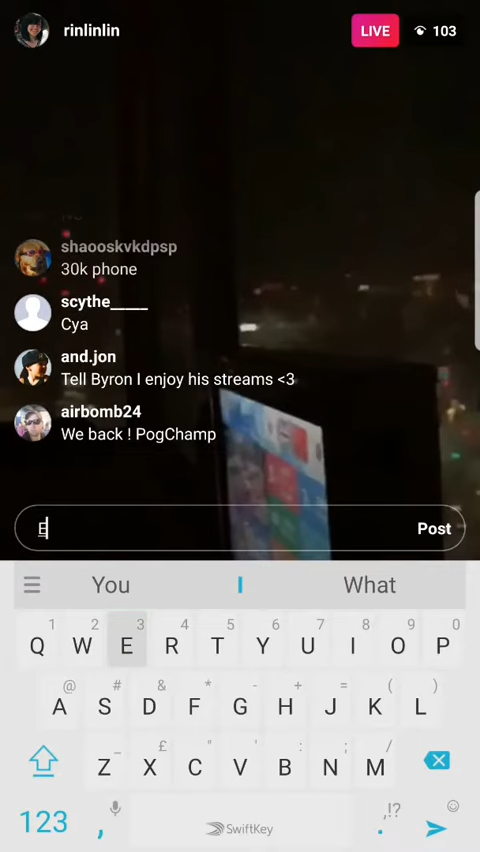 rinlinlin
LIVE 103
shaooskvkdpsp
30k phone
scythe_____
Cya
and.jon
Tell Byron I enjoy his streams <3
airbomb24
We back ! PogChamp
E Post
You I What
1 2 3 4 5 6 7 8 9 0
Q W E R T Y U I O P
@ # & * - + = ( )
A S D F G H J K L
_ £ " ' : ; /
Z X C V B N M
123 , SwiftKey ,!? .